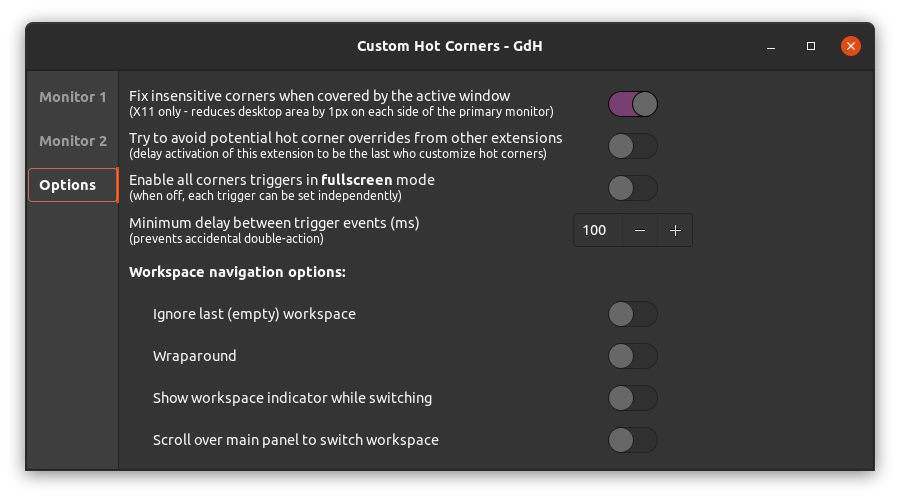 Custom Hot Corners - GdH
Monitor 1
Monitor 2
Options
Fix insensitive corners when covered by the active window
(X11 only - reduces desktop area by 1px on each side of the primary monitor)
Try to avoid potential hot corner overrides from other extensions
(delay activation of this extension to be the last who customize hot corners)
Enable all corners triggers in fullscreen mode
(when off, each trigger can be set independently)
Minimum delay between trigger events (ms)
(prevents accidental double-action)
100
Workspace navigation options:
Ignore last (empty) workspace
Wraparound
Show workspace indicator while switching
Scroll over main panel to switch workspace